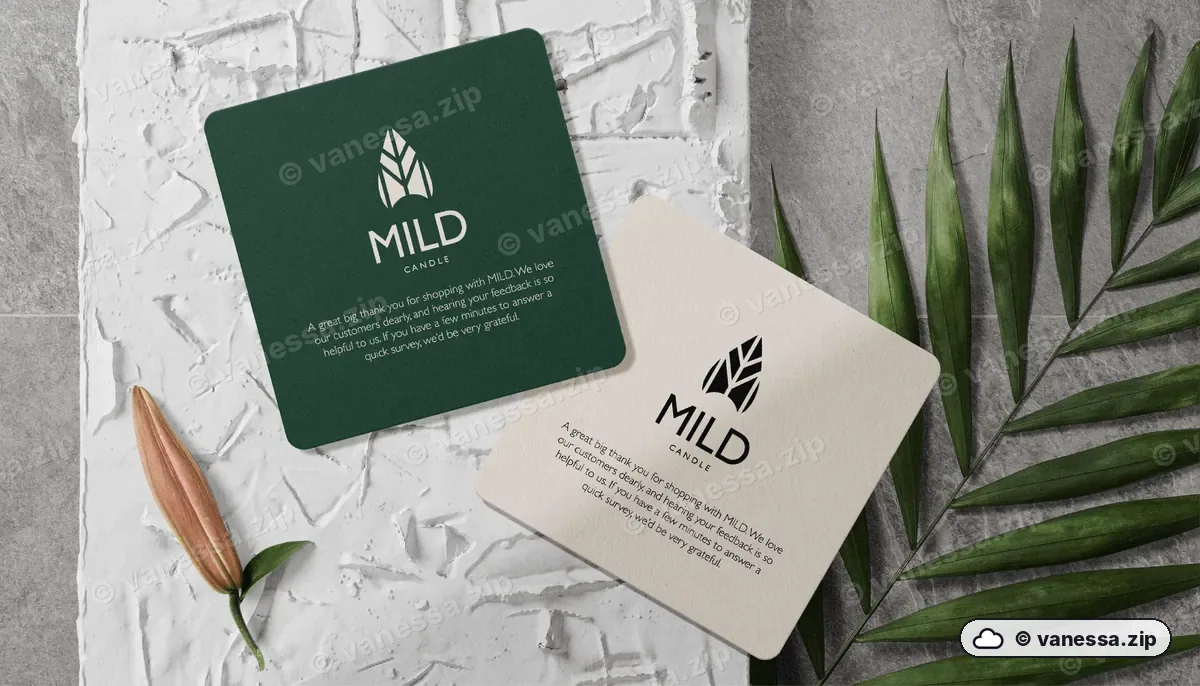 MILD
CANDLE
A great big thank you for shopping with MILD. We love
our customers dearly, and hearing your feedback is so
helpful to us. If you have a few minutes to answer a
quick survey, we'd be very grateful.
MILD
CANDLE
A great big thank you for shopping with MILD. We love
our customers dearly, and hearing your feedback is so
helpful to us. If you have a few minutes to answer a
quick survey, we'd be very grateful.
© vanessa.zip